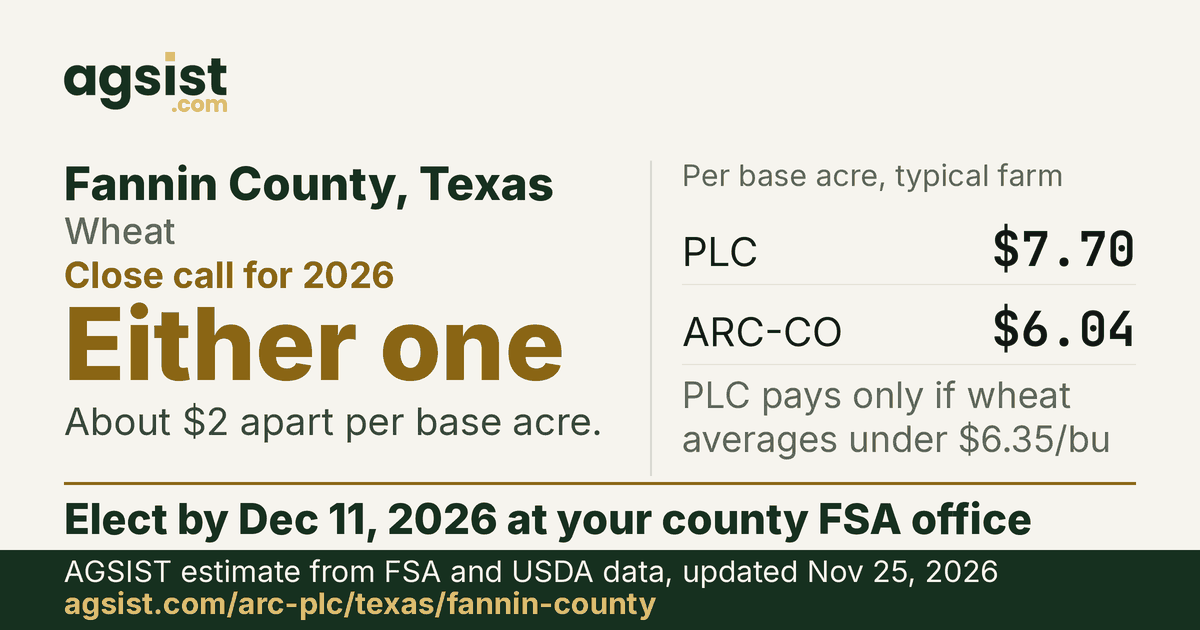 agsist
.com
Fannin County, Texas
Wheat
Close call for 2026
Either one
About $2 apart per base acre.
Per base acre, typical farm
PLC $7.70
ARC-CO $6.04
PLC pays only if wheat
averages under $6.35/bu
Elect by Dec 11, 2026 at your county FSA office
AGSIST estimate from FSA and USDA data, updated Nov 25, 2026
agsist.com/arc-plc/texas/fannin-county